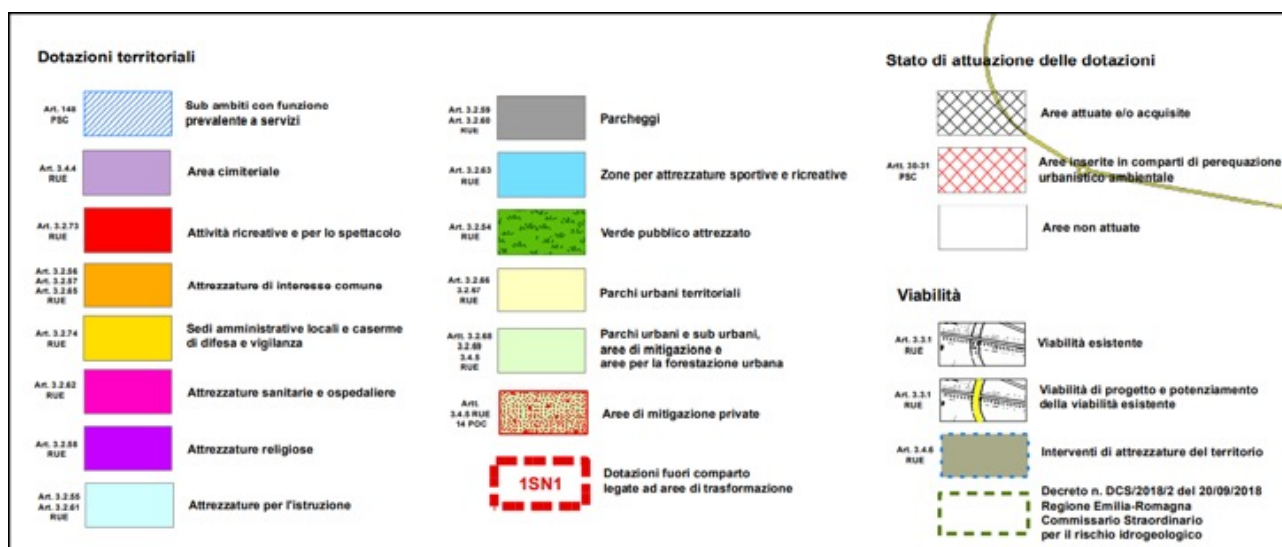 Dotazioni territoriali
Art. 148
PSC
Sub ambiti con funzione
prevalente a servizi
Art. 3.4.4
RUE
Area cimiteriale
Art. 3.2.73
RUE
Attività ricreative e per lo spettacolo
Art. 3.2.56
Art. 3.2.57
Art. 3.2.65
RUE
Attrezzature di interesse comune
Art. 3.2.74
RUE
Sedi amministrative locali e caserme
di difesa e vigilanza
Art. 3.2.62
RUE
Attrezzature sanitarie e ospedaliere
Art. 3.2.58
RUE
Attrezzature religiose
Art. 3.2.55
Art. 3.2.61
RUE
Attrezzature per l'istruzione
Art. 3.2.59
Art. 3.2.60
RUE
Parcheggi
Art. 3.2.63
RUE
Zone per attrezzature sportive e ricreative
Art. 3.2.54
RUE
Verde pubblico attrezzato
Art. 3.2.66
3.2.67
RUE
Parchi urbani territoriali
Artt. 3.2.68
3.2.69
3.4.5
RUE
Parchi urbani e sub urbani,
aree di mitigazione e
aree per la forestazione urbana
Artt.
3.4.5 RUE
14 POC
Aree di mitigazione private
1SN1
Dotazioni fuori comparto
legate ad aree di trasformazione
Stato di attuazione delle dotazioni
Aree attuate e/o acquisite
Artt. 30-31
PSC
Aree inserite in comparti di perequazione
urbanistico ambientale
Aree non attuate
Viabilità
Art. 3.3.1
RUE
Viabilità esistente
Art. 3.3.1
RUE
Viabilità di progetto e potenziamento
della viabilità esistente
Art. 3.4.6
RUE
Interventi di attrezzature del territorio
Decreto n. DCS/2018/2 del 20/09/2018
Regione Emilia-Romagna
Commissario Straordinario
per il rischio idrogeologico